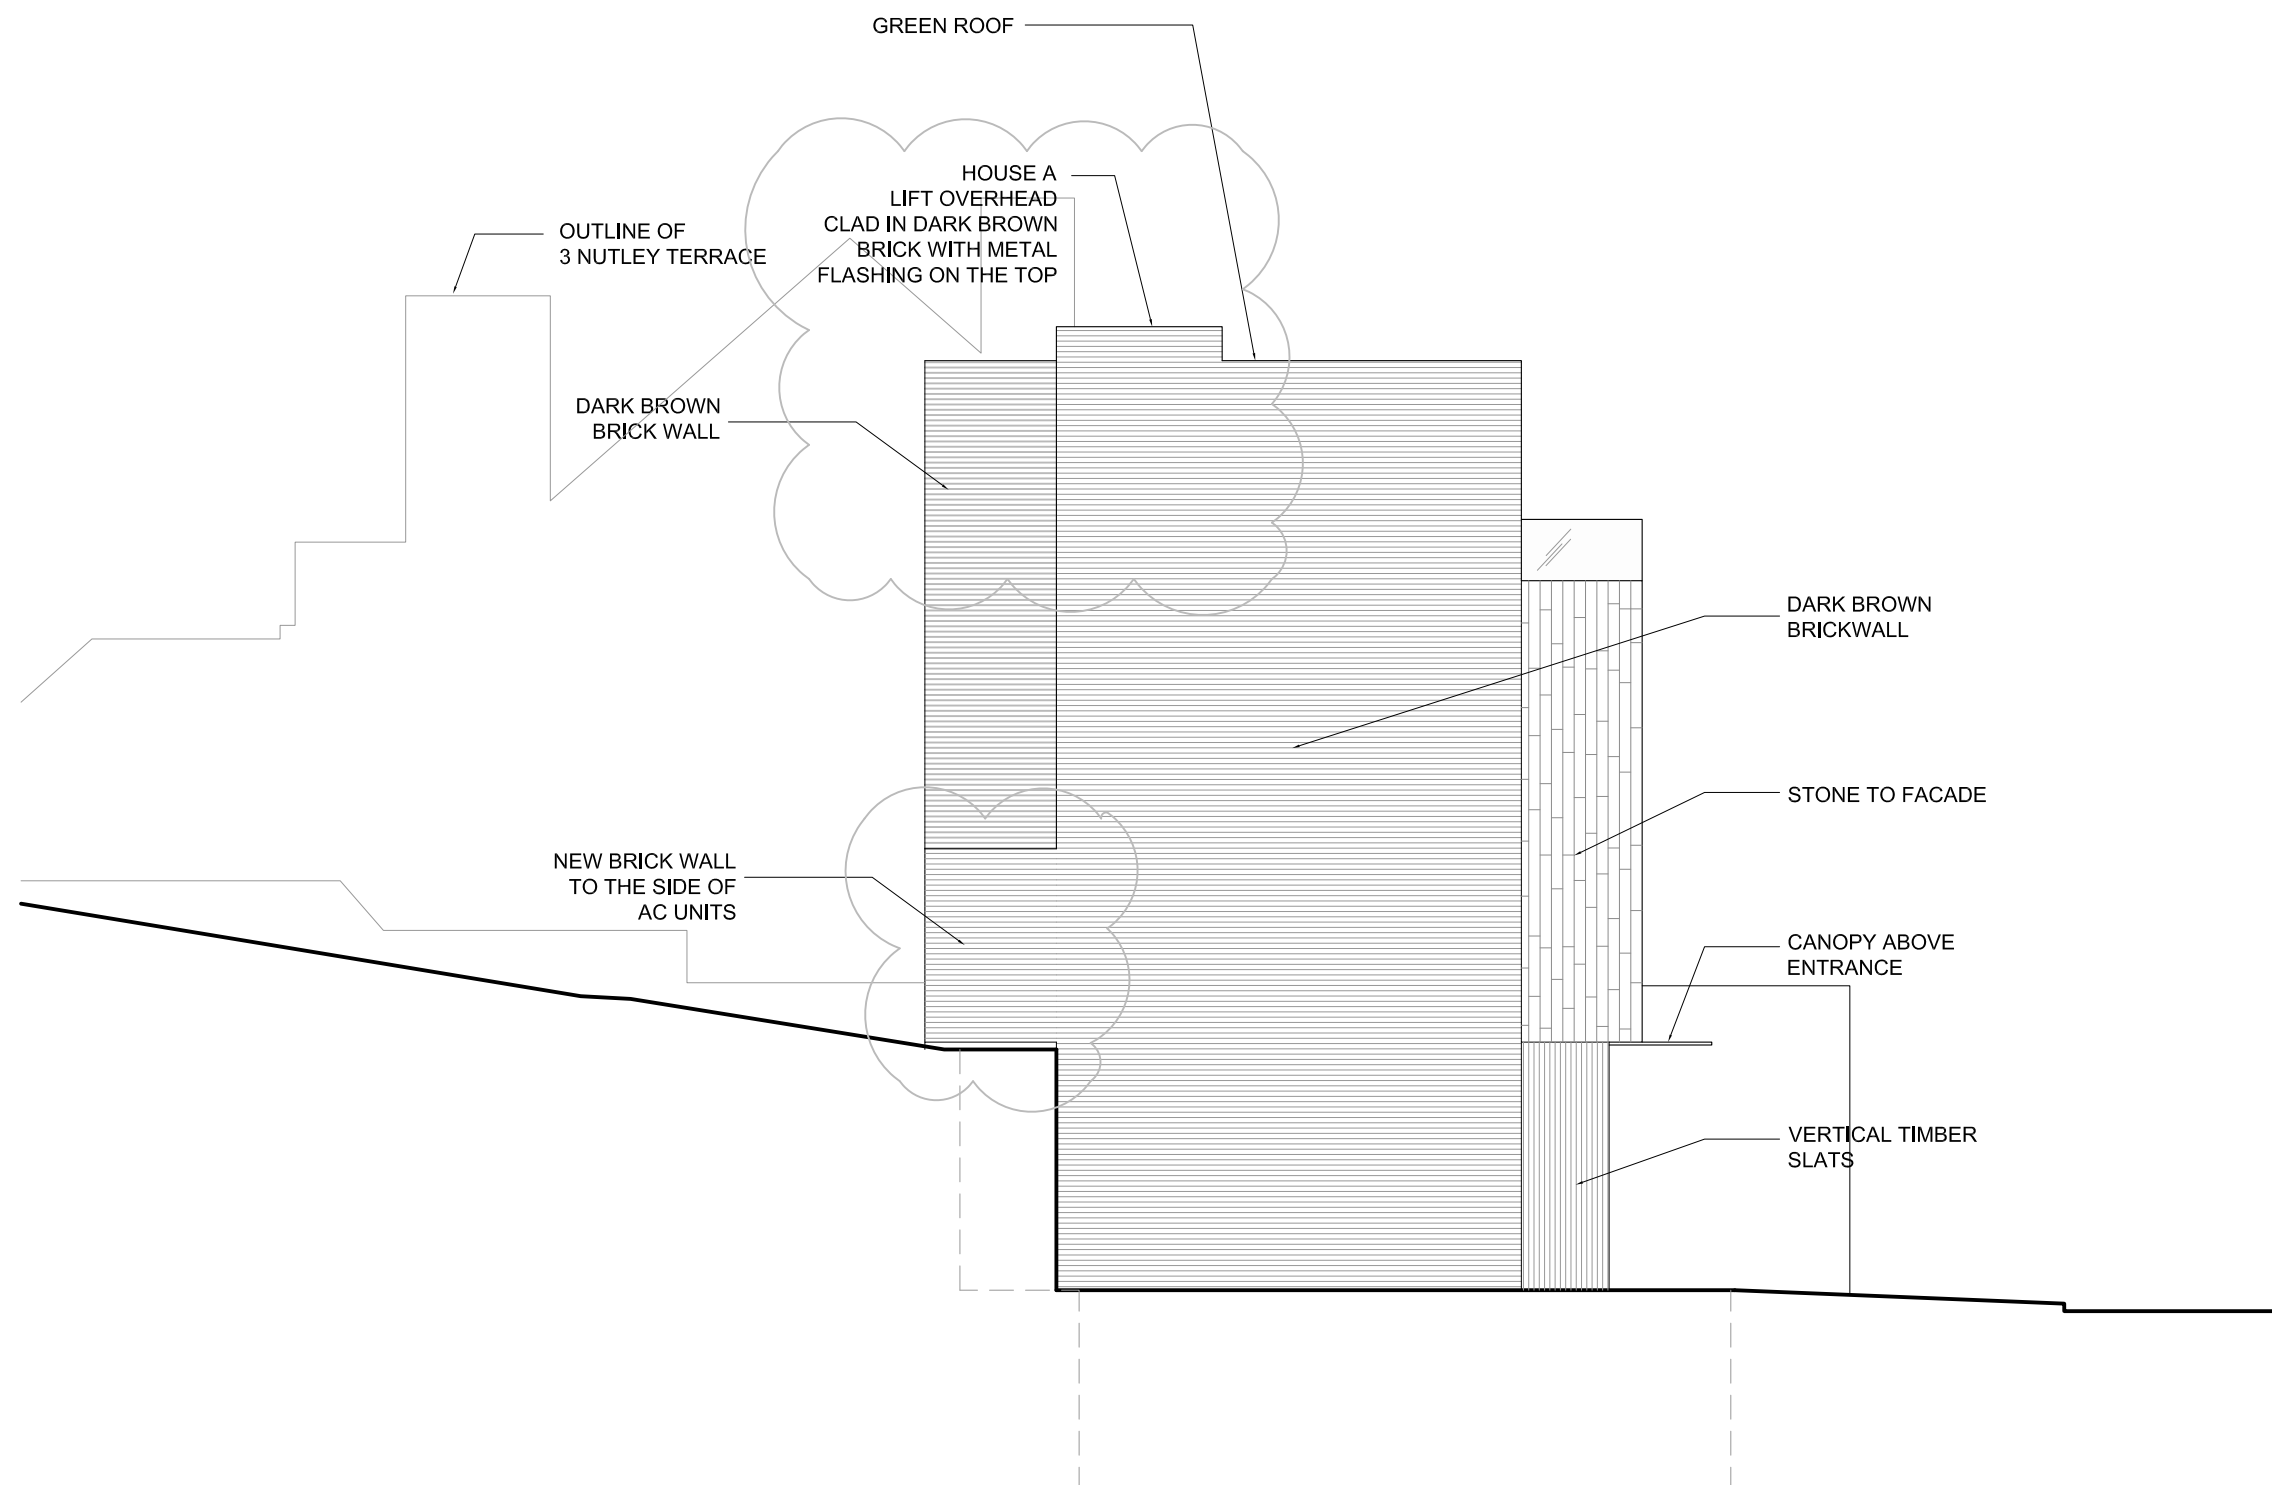 GREEN ROOF
HOUSE A
LIFT OVERHEAD
CLAD IN DARK BROWN
BRICK WITH METAL
FLASHING ON THE TOP
OUTLINE OF
3 NUTLEY TERRACE
DARK BROWN
BRICK WALL
DARK BROWN
BRICKWALL
STONE TO FACADE
NEW BRICK WALL
TO THE SIDE OF
AC UNITS
CANOPY ABOVE
ENTRANCE
VERTICAL TIMBER
SLATS